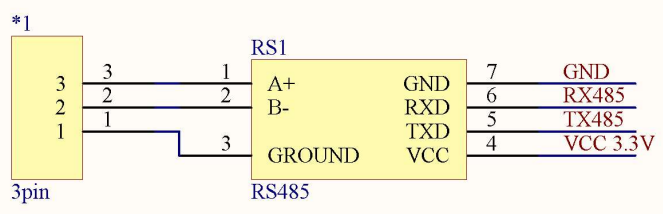 *1
RS1
3 3 1 A+ GND 7 GND
2 2 2 B- RXD 6 RX485
1 1 TXD 5 TX485
3 GROUND VCC 4 VCC 3.3V
3pin RS485